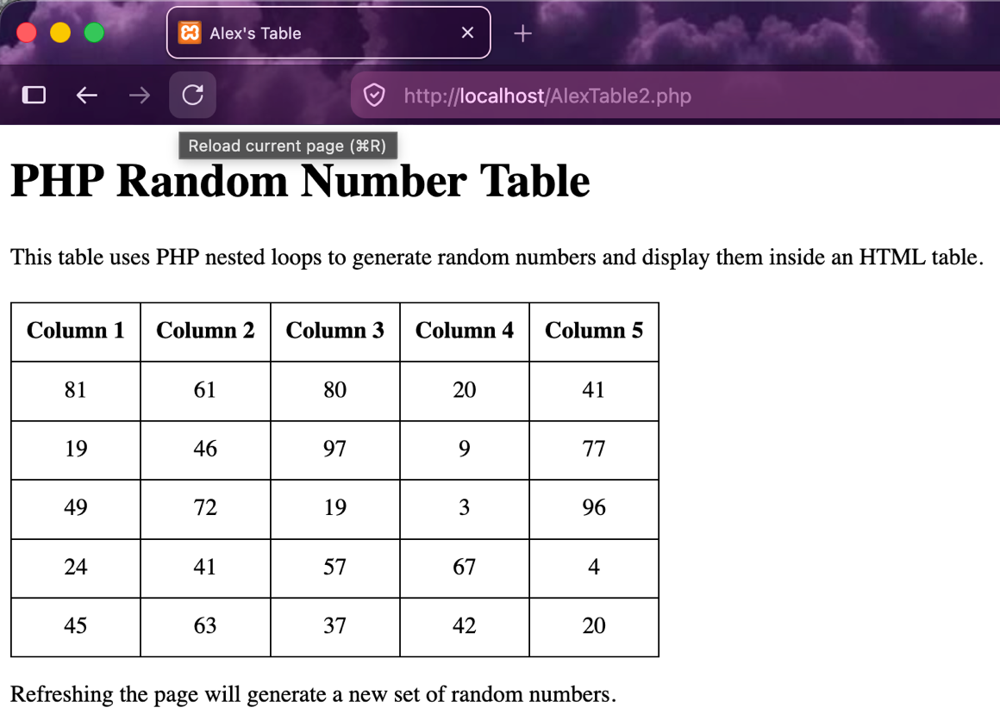 Alex's Table
http://localhost/AlexTable2.php
Reload current page (⌘R)
PHP Random Number Table
This table uses PHP nested loops to generate random numbers and display them inside an HTML table.
Column 1 Column 2 Column 3 Column 4 Column 5
81 61 80 20 41
19 46 97 9 77
49 72 19 3 96
24 41 57 67 4
45 63 37 42 20
Refreshing the page will generate a new set of random numbers.